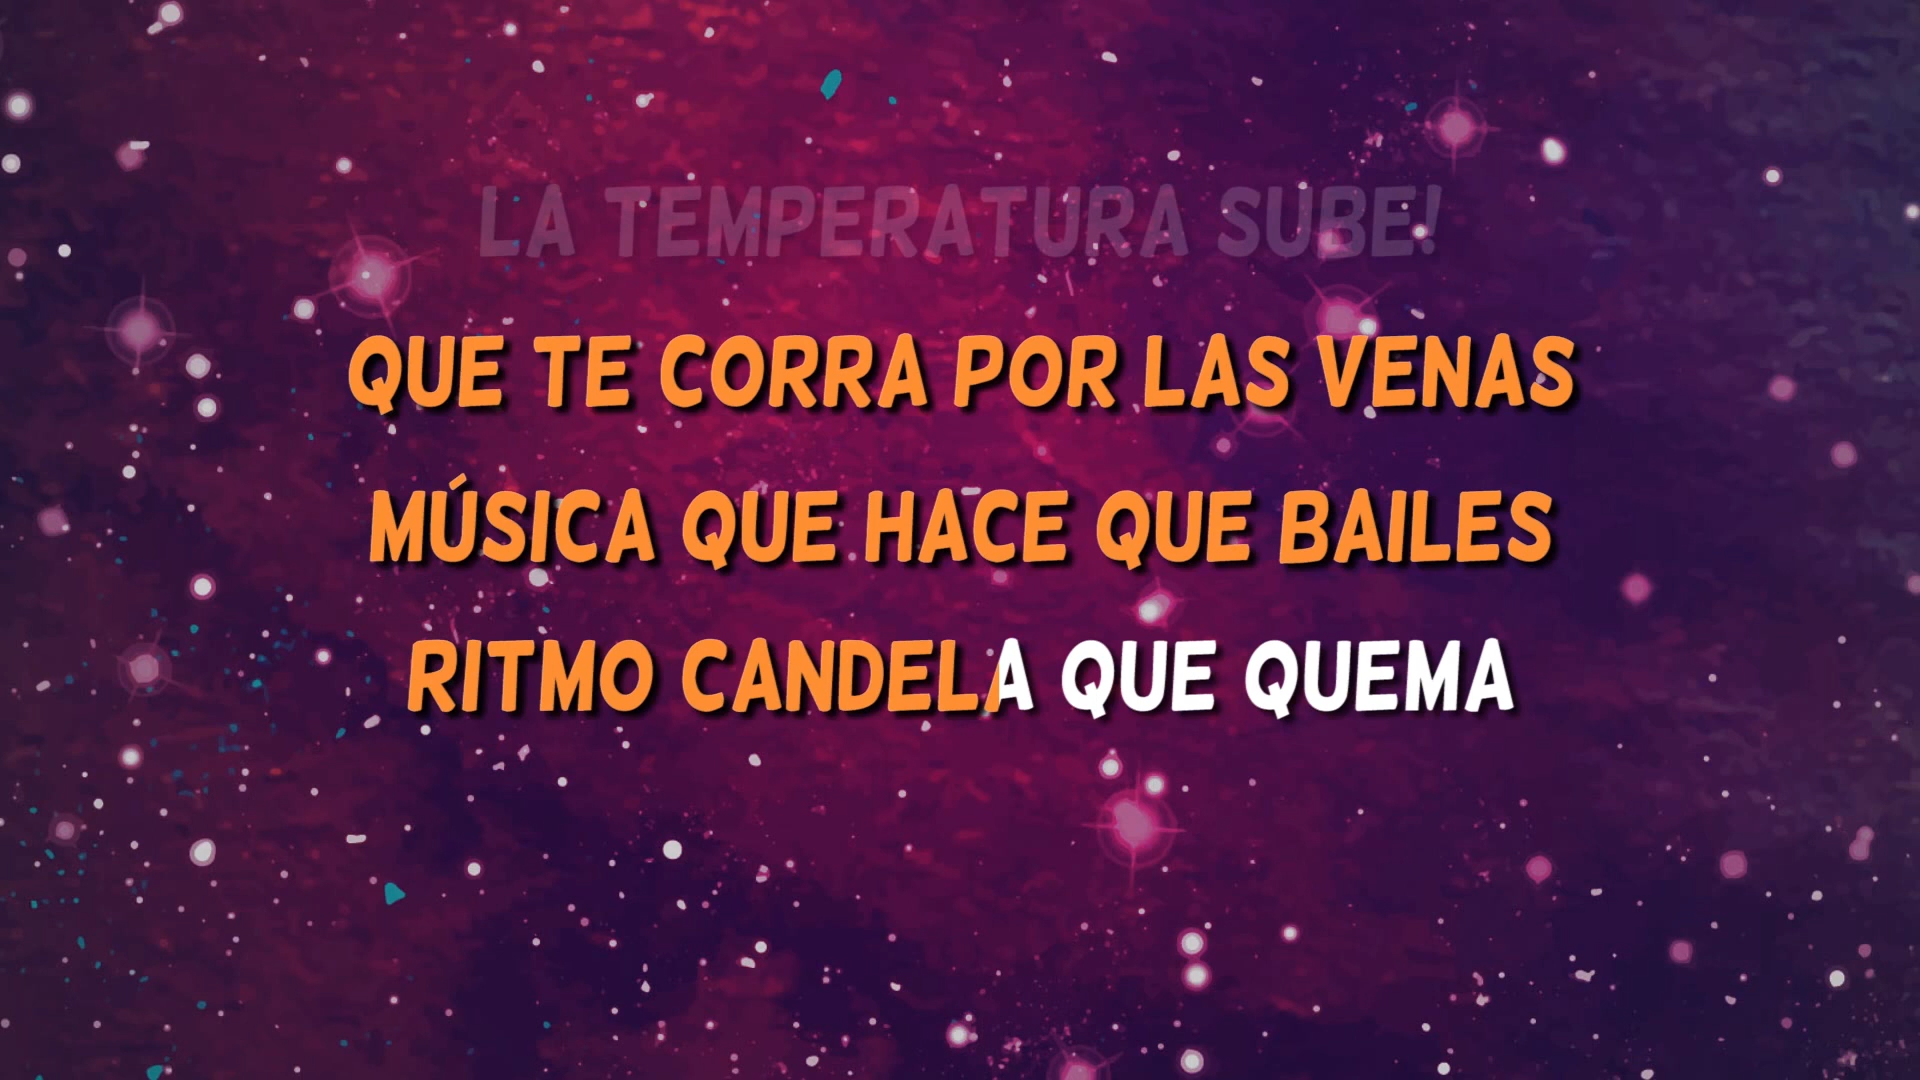 LA TEMPERATURA SUBE!
QUE TE CORRA POR LAS VENAS
MÚSICA QUE HACE QUE BAILES
RITMO CANDELA QUE QUEMA